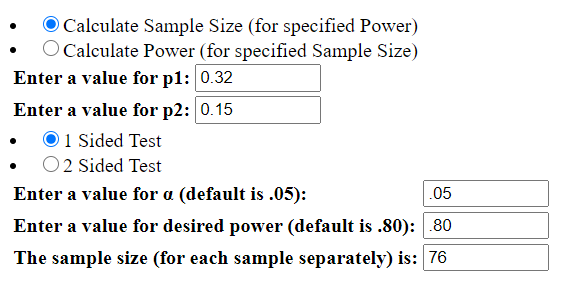 Calculate Sample Size (for specified Power)
Calculate Power (for specified Sample Size)
Enter a value for p1: 0.32
Enter a value for p2: 0.15
1 Sided Test
2 Sided Test
Enter a value for α (default is .05): .05
Enter a value for desired power (default is .80): .80
The sample size (for each sample separately) is: 76